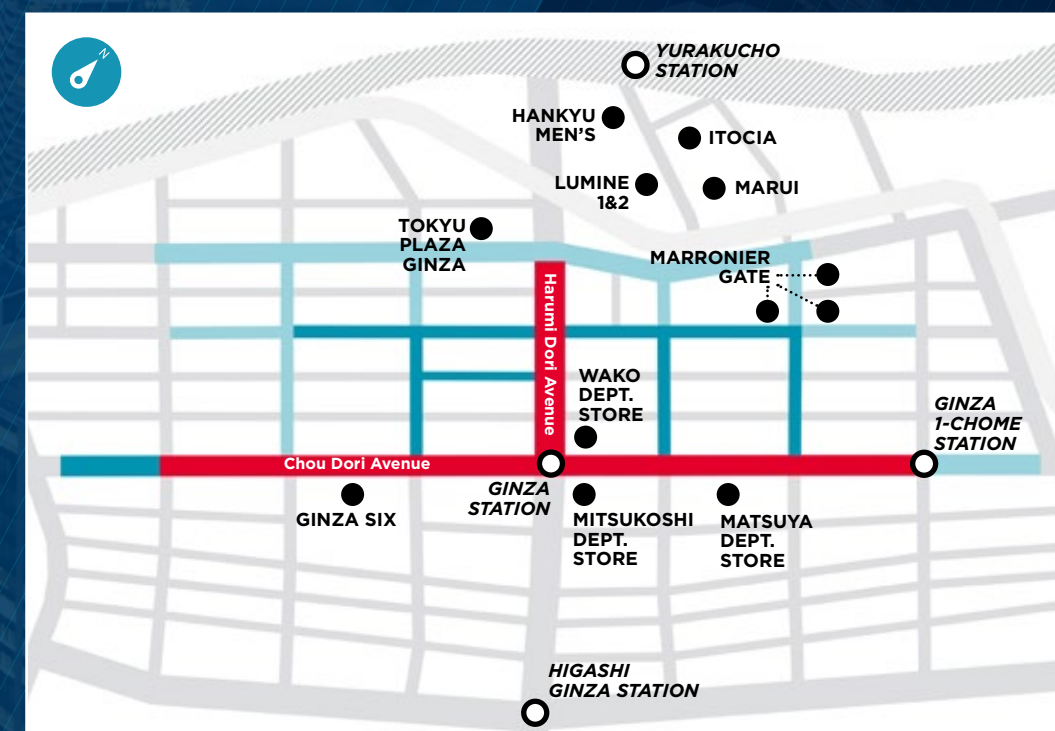 N
YURAKUCHO
STATION
HANKYU
MEN'S
ITOCIA
LUMINE
1&2
MARUI
TOKYU
PLAZA
GINZA
MARRONIER
GATE
Harumi Dori Avenue
WAKO
DEPT.
STORE
GINZA
1-CHOME
STATION
Chou Dori Avenue
GINZA
STATION
GINZA SIX
MITSUKOSHI
DEPT.
STORE
MATSUYA
DEPT.
STORE
HIGASHI
GINZA STATION